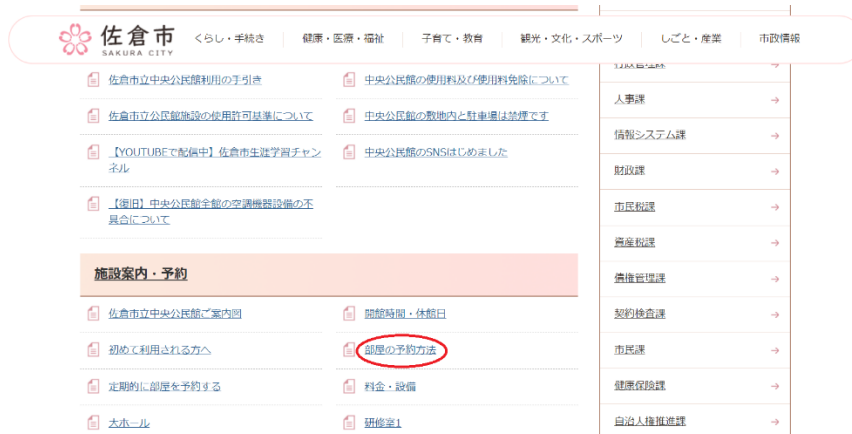 佐倉市
SAKURA CITY
くらし・手続き
健康・医療・福祉
子育て・教育
観光・文化・スポーツ
しごと・産業
市政情報
佐倉市立中央公民館利用の手引き
中央公民館の使用料及び使用料免除について
佐倉市立公民館施設の使用許可基準について
中央公民館の敷地内と駐車場は禁煙です
【YOUTUBEで配信中】佐倉市生涯学習チャン
ネル
中央公民館のSNSはじめました
【復旧】中央公民館全館の空調機器設備の不
具合について
施設案内・予約
佐倉市立中央公民館ご案内図
開館時間・休館日
初めて利用される方へ
部屋の予約方法
定期的に部屋を予約する
料金・設備
大ホール
研修室1
行政管理課
人事課
情報システム課
財政課
市民税課
資産税課
債権管理課
契約検査課
市民課
健康保険課
自治人権推進課